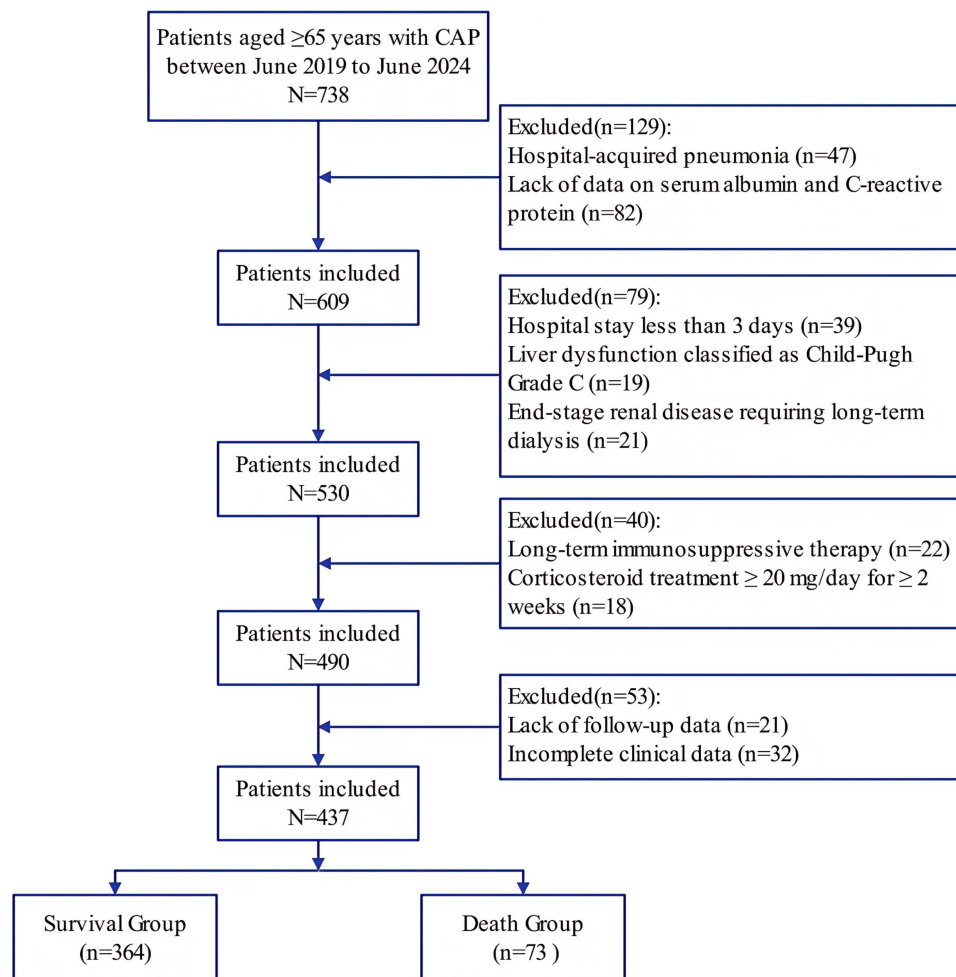 Patients aged ≥65 years with CAP
between June 2019 to June 2024
N=738
Excluded(n=129):
Hospital-acquired pneumonia (n=47)
Lack of data on serum albumin and C-reactive
protein (n=82)
Patients included
N=609
Excluded(n=79):
Hospital stay less than 3 days (n=39)
Liver dysfunction classified as Child-Pugh
Grade C (n=19)
End-stage renal disease requiring long-term
dialysis (n=21)
Patients included
N=530
Excluded(n=40):
Long-term immunosuppressive therapy (n=22)
Corticosteroid treatment ≥ 20 mg/day for ≥ 2
weeks (n=18)
Patients included
N=490
Excluded(n=53):
Lack of follow-up data (n=21)
Incomplete clinical data (n=32)
Patients included
N=437
Survival Group
(n=364)
Death Group
(n=73 )